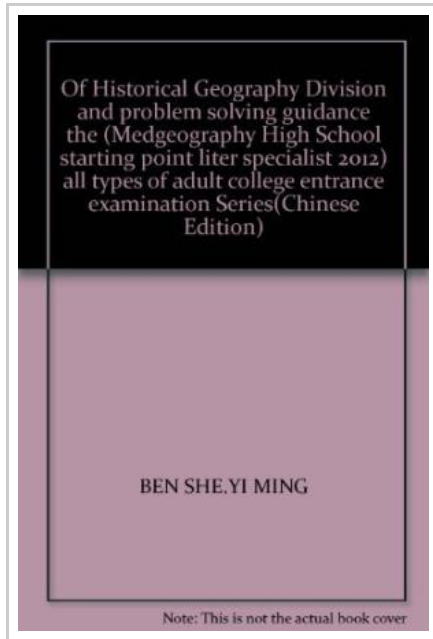 Of Historical Geography Division
and problem solving guidance
the (Medgeography High School
starting point liter specialist 2012)
all types of adult college entrance
examination Series(Chinese
Edition)
BEN SHE.YI MING
Note: This is not the actual book cover